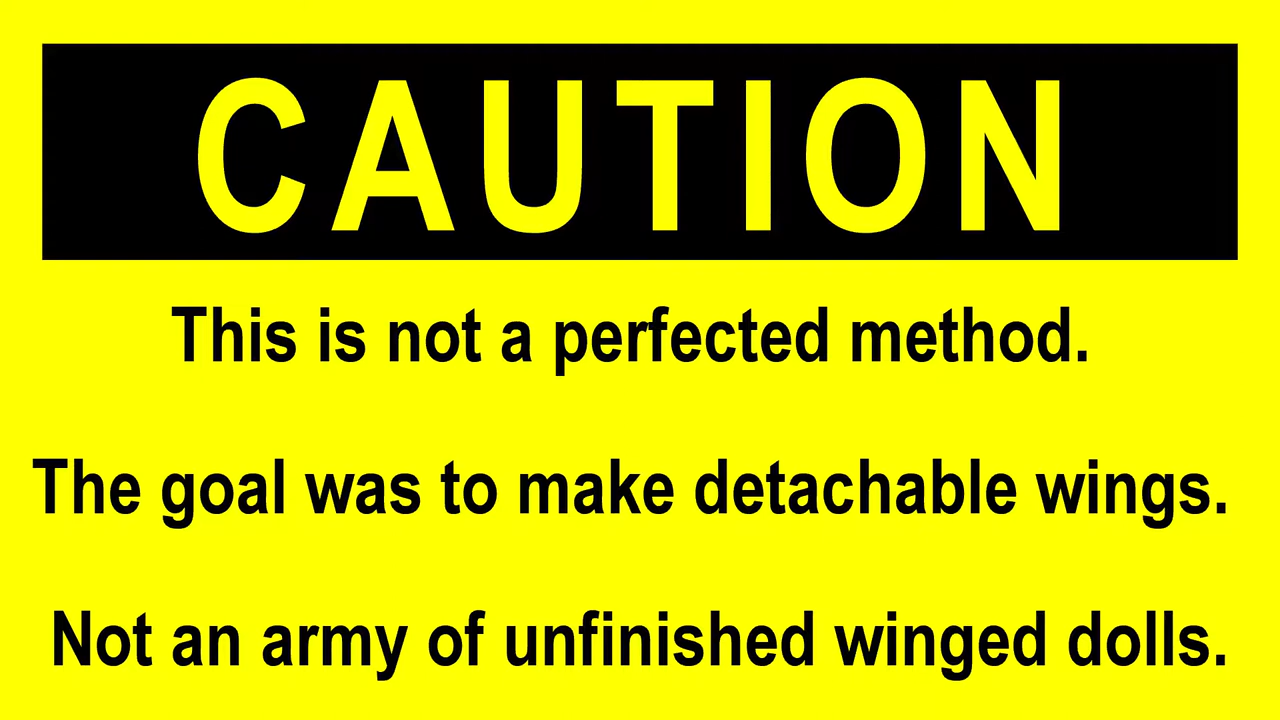 CAUTION
This is not a perfected method.
The goal was to make detachable wings.
Not an army of unfinished winged dolls.